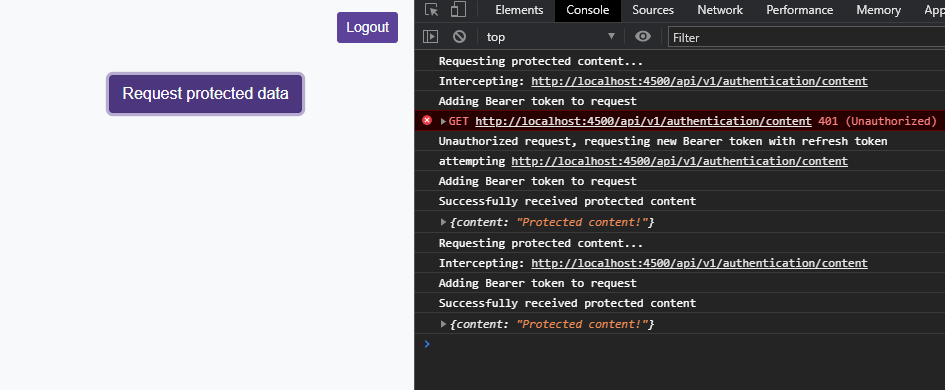 Logout
Request protected data
Elements Console Sources Network Performance Memory App
top Filter
Requesting protected content...
Intercepting: http://localhost:4500/api/v1/authentication/content
Adding Bearer token to request
GET http://localhost:4500/api/v1/authentication/content 401 (Unauthorized)
Unauthorized request, requesting new Bearer token with refresh token
attempting http://localhost:4500/api/v1/authentication/content
Adding Bearer token to request
Successfully received protected content
{content: "Protected content!"}
Requesting protected content...
Intercepting: http://localhost:4500/api/v1/authentication/content
Adding Bearer token to request
Successfully received protected content
{content: "Protected content!"}